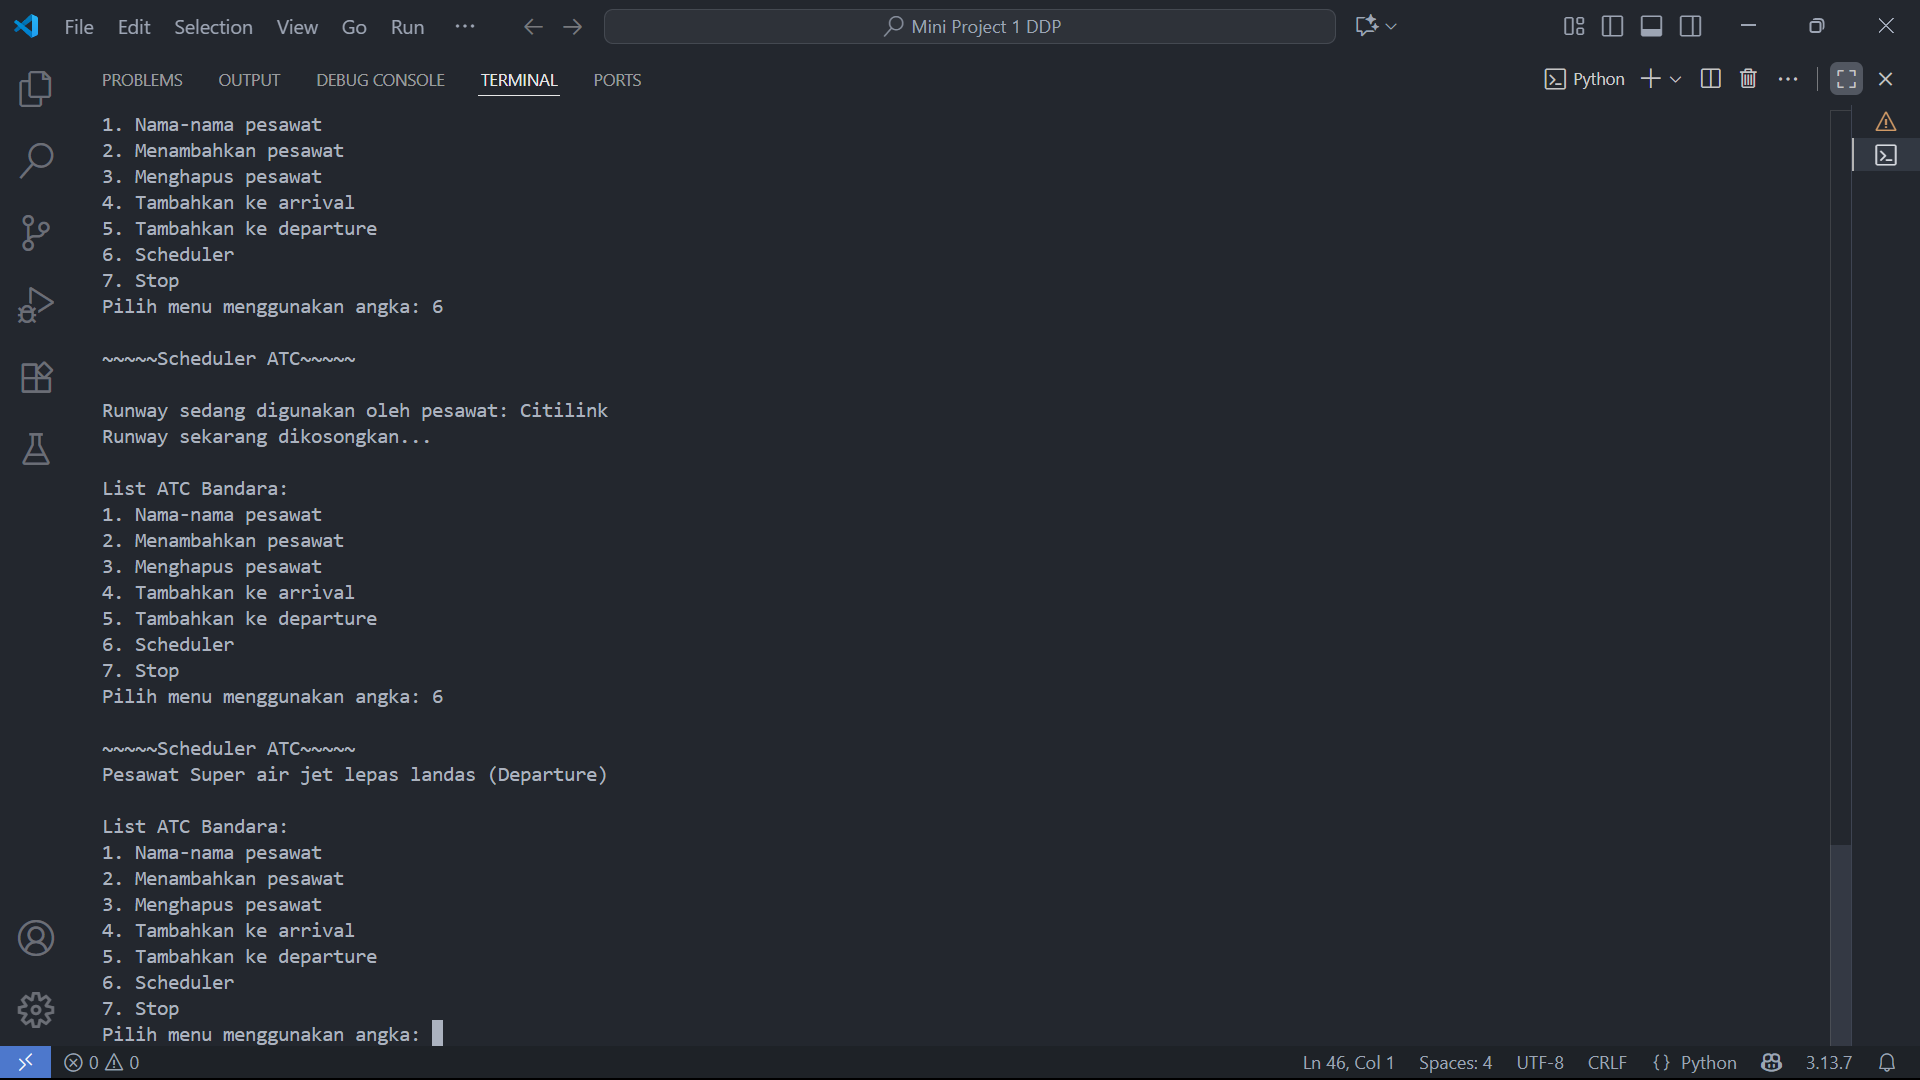 File Edit Selection View Go Run ··· Mini Project 1 DDP
PROBLEMS OUTPUT DEBUG CONSOLE TERMINAL PORTS Python
1. Nama-nama pesawat
2. Menambahkan pesawat
3. Menghapus pesawat
4. Tambahkan ke arrival
5. Tambahkan ke departure
6. Scheduler
7. Stop
Pilih menu menggunakan angka: 6
~~~~~Scheduler ATC~~~~~
Runway sedang digunakan oleh pesawat: Citilink
Runway sekarang dikosongkan...
List ATC Bandara:
1. Nama-nama pesawat
2. Menambahkan pesawat
3. Menghapus pesawat
4. Tambahkan ke arrival
5. Tambahkan ke departure
6. Scheduler
7. Stop
Pilih menu menggunakan angka: 6
~~~~~Scheduler ATC~~~~~
Pesawat Super air jet lepas landas (Departure)
List ATC Bandara:
1. Nama-nama pesawat
2. Menambahkan pesawat
3. Menghapus pesawat
4. Tambahkan ke arrival
5. Tambahkan ke departure
6. Scheduler
7. Stop
Pilih menu menggunakan angka:
0 0 Ln 46, Col 1 Spaces: 4 UTF-8 CRLF {} Python 3.13.7